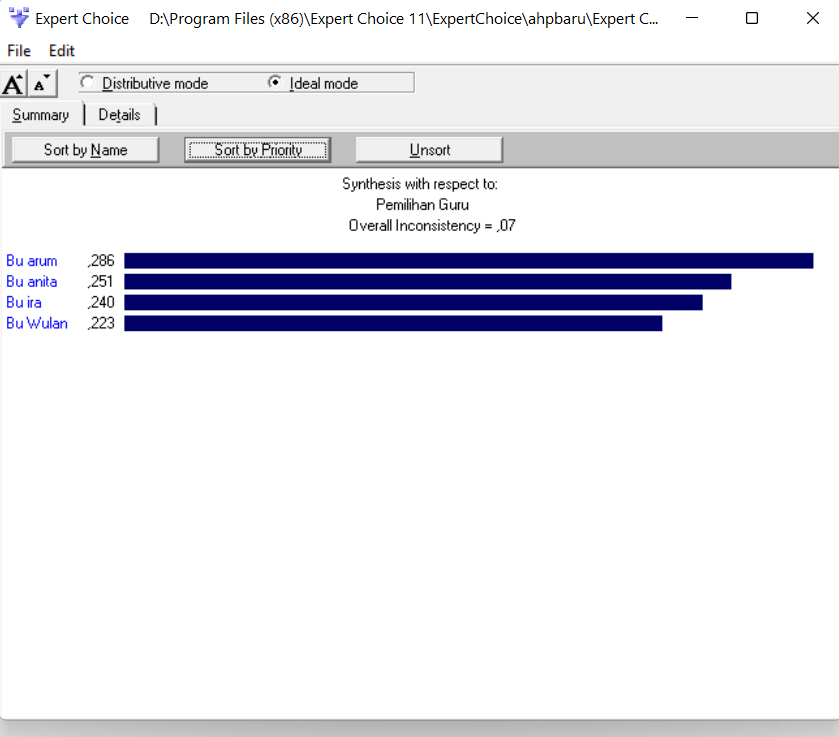 Expert Choice D:\Program Files (x86)\Expert Choice 11\ExpertChoice\ahpbaru\Expert C...
File Edit
A A Distributive mode Ideal mode
Summary Details
Sort by Name Sort by Priority Unsort
Synthesis with respect to:
Pemilihan Guru
Overall Inconsistency = ,07
Bu arum ,286
Bu anita ,251
Bu ira ,240
Bu Wulan ,223